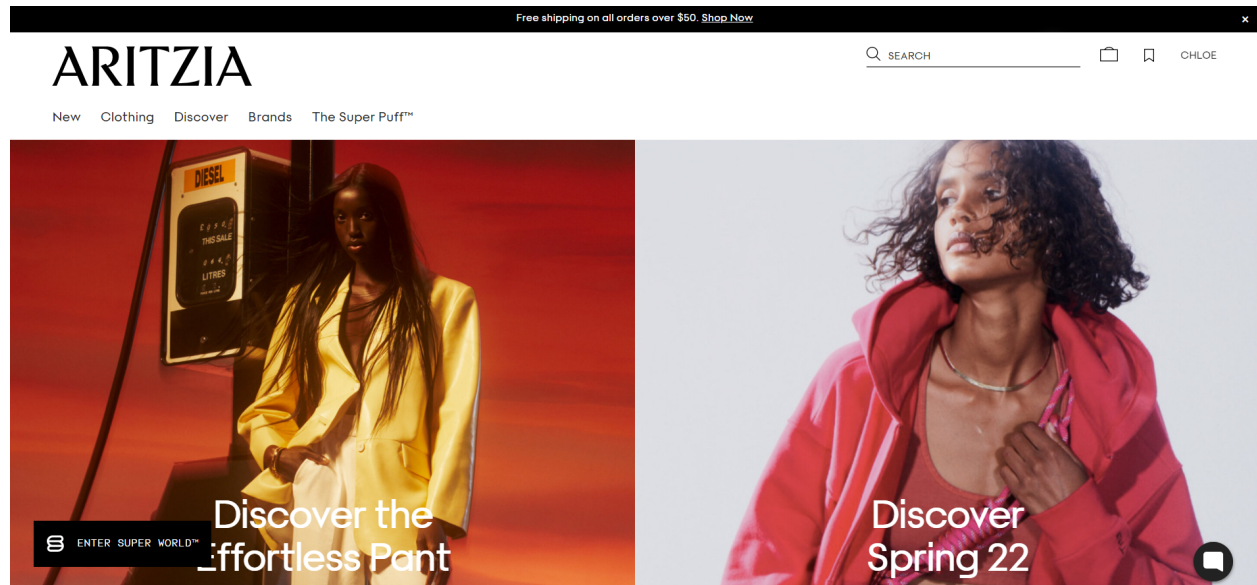 Free shipping on all orders over $50. Shop Now
×
ARITZIA
SEARCH
CHLOE
New Clothing Discover Brands The Super Puff™
DIESEL
THIS SALE
LITRES
Discover the
Effortless Pant
Discover
Spring 22
ENTER SUPER WORLD™